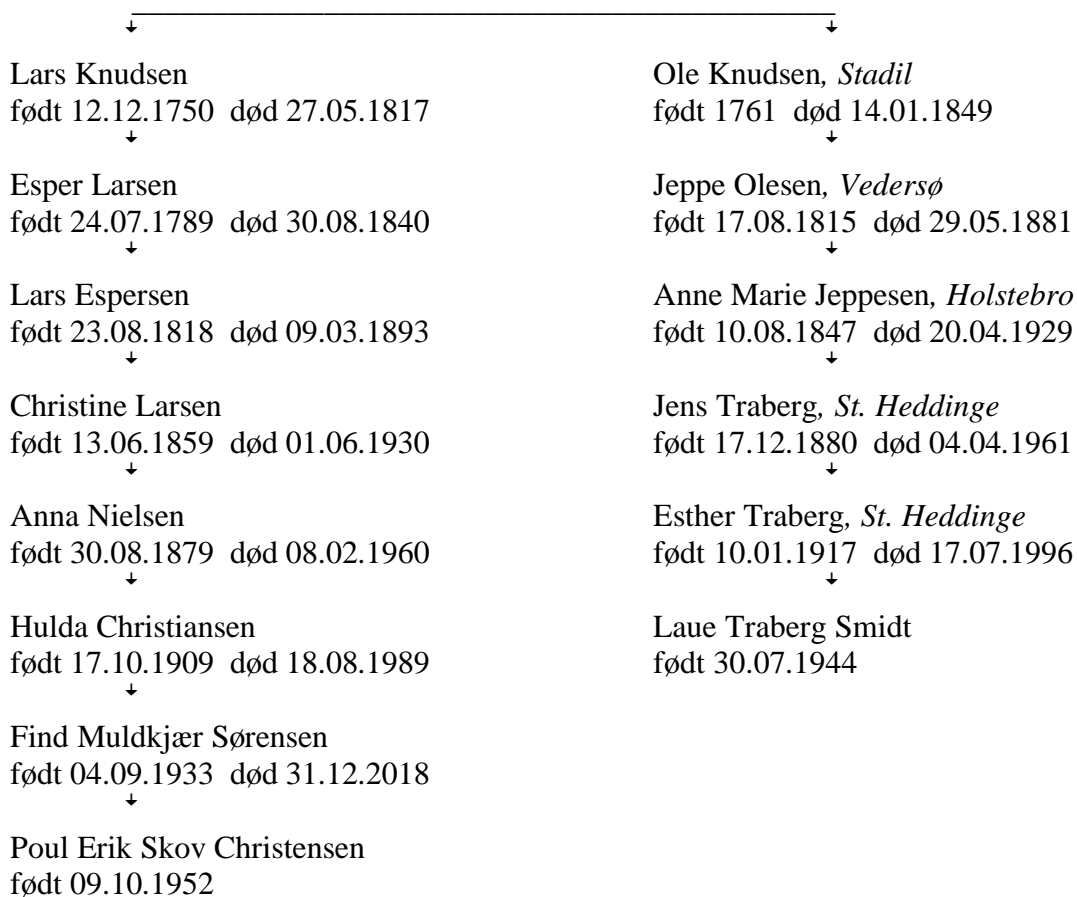 Lars Knudsen
født 12.12.1750  død 27.05.1817
Esper Larsen
født 24.07.1789  død 30.08.1840
Lars Espersen
født 23.08.1818  død 09.03.1893
Christine Larsen
født 13.06.1859  død 01.06.1930
Anna Nielsen
født 30.08.1879  død 08.02.1960
Hulda Christiansen
født 17.10.1909  død 18.08.1989
Find Muldkjær Sørensen
født 04.09.1933  død 31.12.2018
Poul Erik Skov Christensen
født 09.10.1952
Ole Knudsen, Stadil
født 1761  død 14.01.1849
Jeppe Olesen, Vedersø
født 17.08.1815  død 29.05.1881
Anne Marie Jeppesen, Holstebro
født 10.08.1847  død 20.04.1929
Jens Traberg, St. Heddinge
født 17.12.1880  død 04.04.1961
Esther Traberg, St. Heddinge
født 10.01.1917  død 17.07.1996
Laue Traberg Smidt
født 30.07.1944